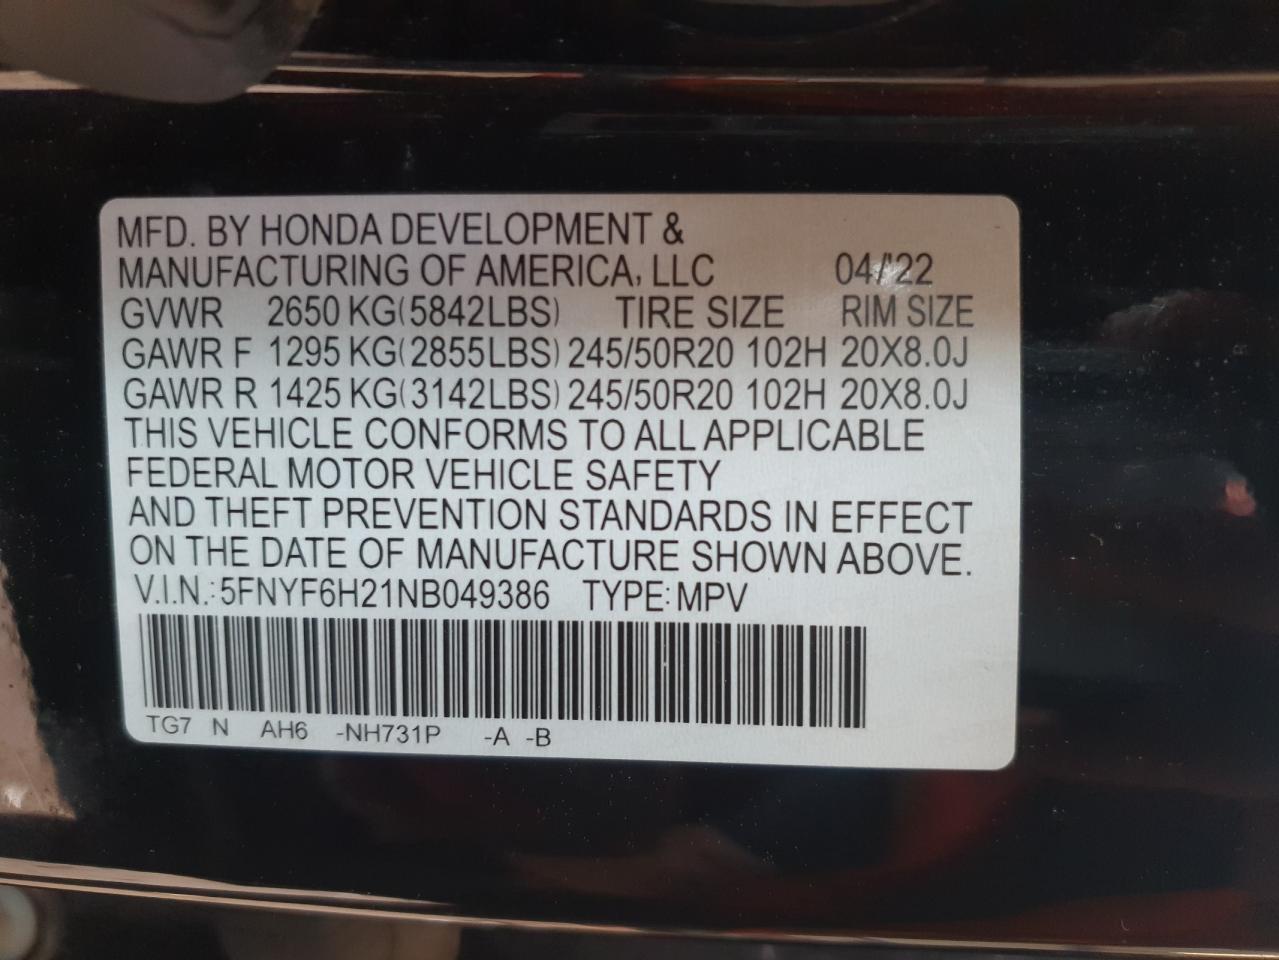 MFD. BY HONDA DEVELOPMENT &
MANUFACTURING OF AMERICA, LLC 04/'22
GVWR 2650 KG(5842LBS) TIRE SIZE RIM SIZE
GAWR F 1295 KG(2855LBS) 245/50R20 102H 20X8.0J
GAWR R 1425 KG(3142LBS) 245/50R20 102H 20X8.0J
THIS VEHICLE CONFORMS TO ALL APPLICABLE
FEDERAL MOTOR VEHICLE SAFETY
AND THEFT PREVENTION STANDARDS IN EFFECT
ON THE DATE OF MANUFACTURE SHOWN ABOVE.
V.I.N.: 5FNYF6H21NB049386 TYPE: MPV
TG7 N AH6 -NH731P -A -B